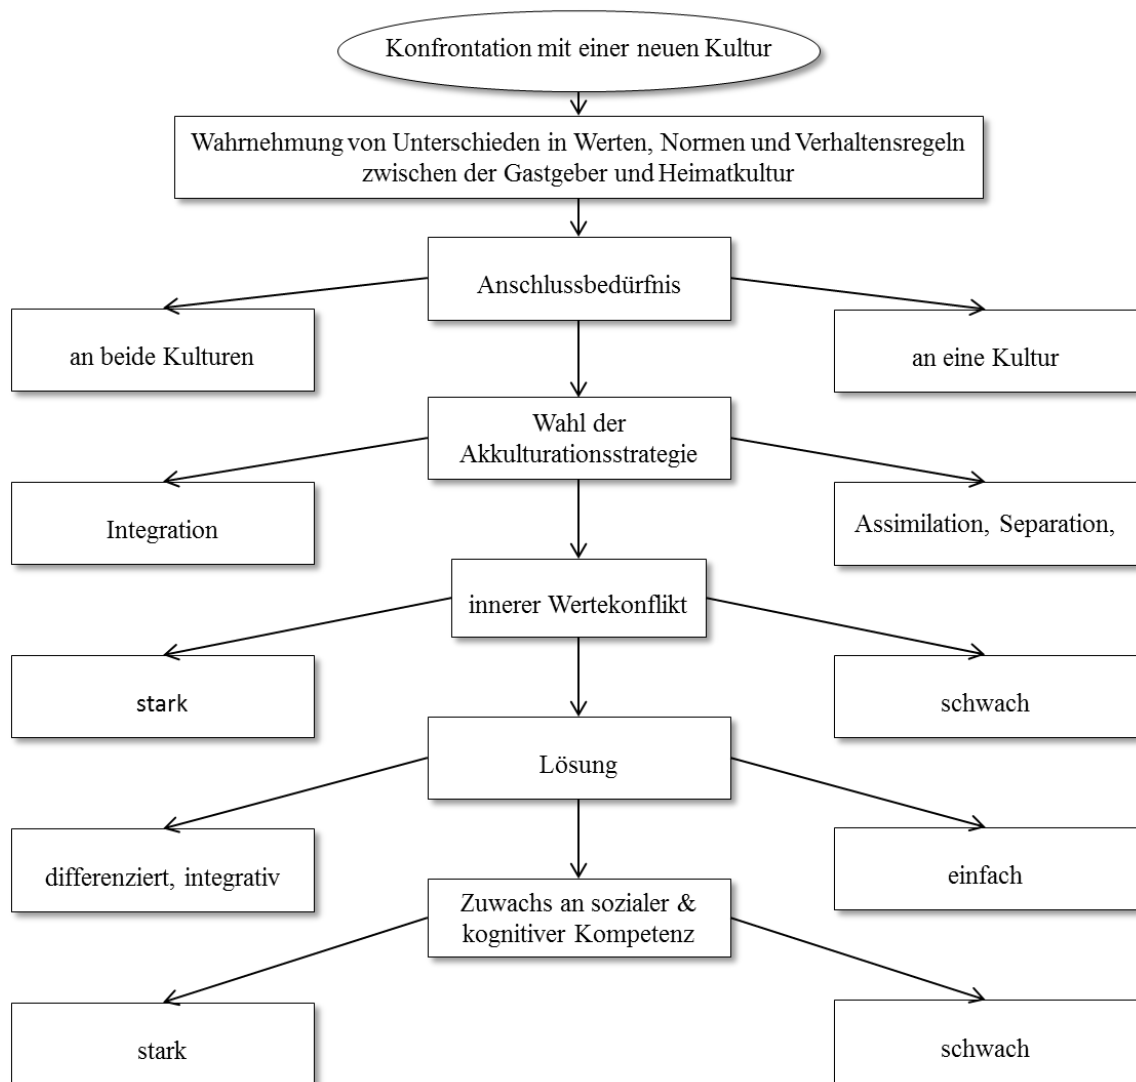 Konfrontation mit einer neuen Kultur
Wahrnehmung von Unterschieden in Werten, Normen und Verhaltensregeln
zwischen der Gastgeber und Heimatkultur
Anschlussbedürfnis
an beide Kulturen
an eine Kultur
Wahl der
Akkulturationsstrategie
Integration
Assimilation, Separation,
innerer Wertekonflikt
stark
schwach
Lösung
differenziert, integrativ
einfach
Zuwachs an sozialer &
kognitiver Kompetenz
stark
schwach